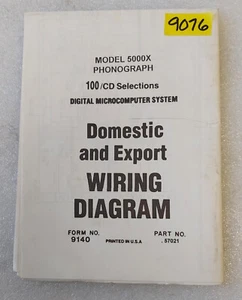 9076
MODEL 5000X
PHONOGRAPH
100/CD Selections
DIGITAL MICROCOMPUTER SYSTEM
Domestic
and Export
WIRING
DIAGRAM
FORM NO. PART NO.
9140 PRINTED IN U.S.A . 87021